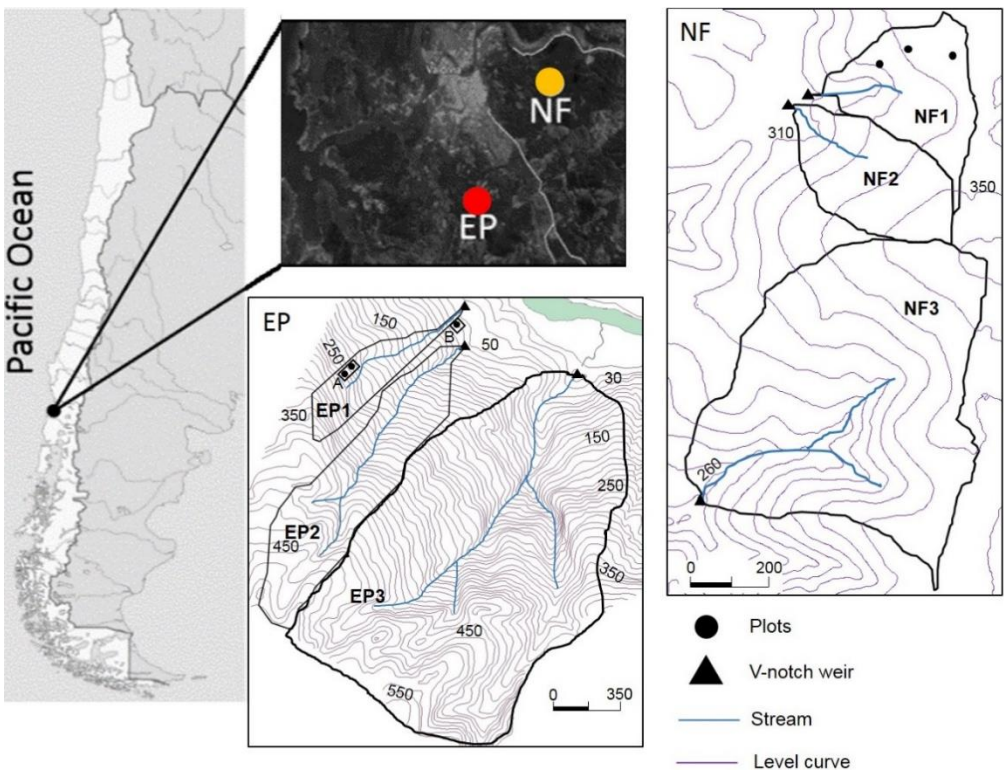 Pacific Ocean
NF
EP
EP
150
250
A
B
50
350
EP1
30
150
250
EP2
450
EP3
350
450
550
0 350
NF
NF1
310
NF2
350
NF3
260
0 200
Plots
V-notch weir
Stream
Level curve